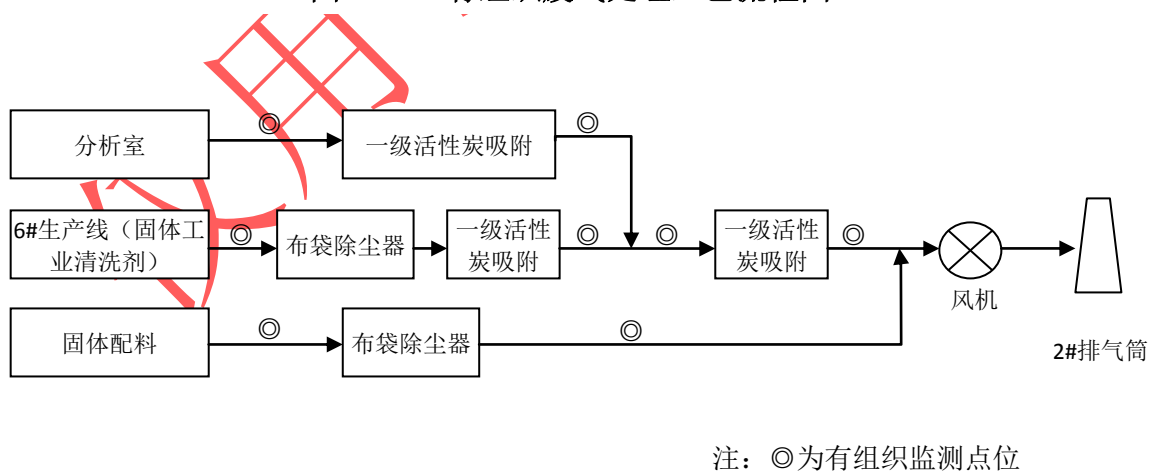 ◎
◎
分析室
一级活性炭吸附
6#生产线（固体工
业清洗剂）
◎
布袋除尘器
一级活性
炭吸附
◎
◎
一级活性
炭吸附
◎
风机
固体配料
◎
布袋除尘器
◎
2#排气筒
注：◎为有组织监测点位